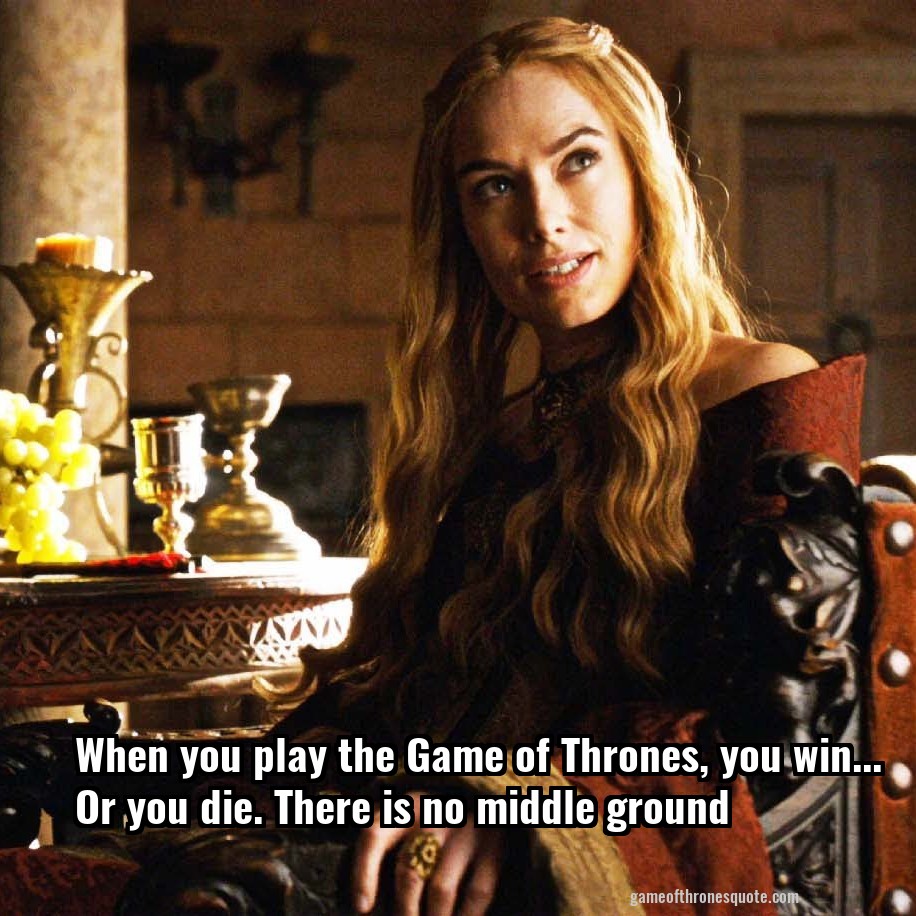 When you play the Game of Thrones, you win...
Or you die. There is no middle ground
gameofthronesquote.com